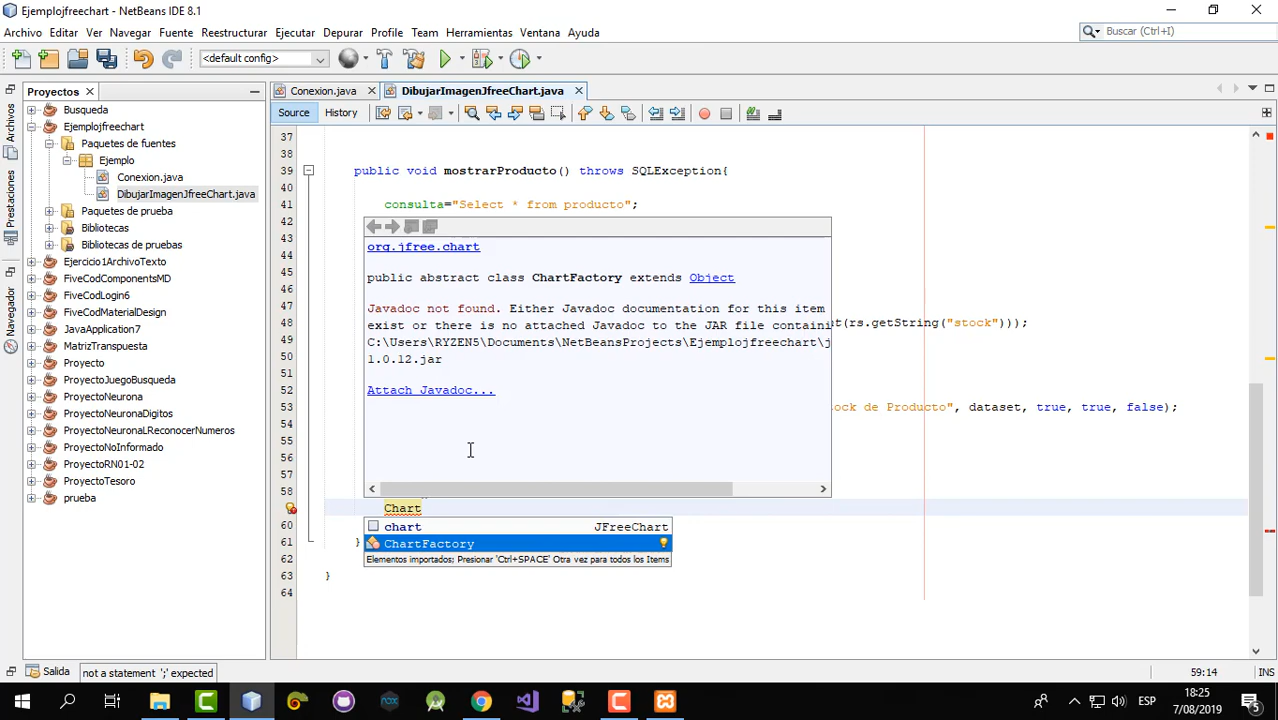 Ejemplojfreechart - NetBeans IDE 8.1
Archivo Editar Ver Navegar Fuente Reestructurar Ejecutar Depurar Profile Team Herramientas Ventana Ayuda
Buscar (Ctrl+I)
<default config>
Proyectos
Conexion.java
DibujarImagenJfreeChart.java
Source
History
Archivos
Prestaciones
Navegador
Busqueda
Ejemplojfreechart
Paquetes de fuentes
Ejemplo
Conexion.java
DibujarImagenJfreeChart.java
Paquetes de prueba
Bibliotecas
Bibliotecas de pruebas
Ejercicio1ArchivoTexto
FiveCodComponentsMD
FiveCodLogin6
FiveCodMaterialDesign
JavaApplication7
MatrizTranspuesta
Proyecto
ProyectoJuegoBusqueda
ProyectoNeurona
ProyectoNeuronaDigitos
ProyectoNeuronaLReconocerNumeros
ProyectoNoInformado
ProyectoRN01-02
ProyectoTesoro
prueba
37
38
39 public void mostrarProducto() throws SQLException{
40
41 consulta="Select * from producto";
42
43
44
45
46
47
48 t(rs.getString("stock")));
49
50
51
52
53 ock de Producto", dataset, true, true, false);
54
55
56
57
58
Chart
60
61 }
62
63 }
64
org.jfree.chart
public abstract class ChartFactory extends Object
Javadoc not found. Either Javadoc documentation for this item
exist or there is no attached Javadoc to the JAR file containi
C:\Users\RYZEN5\Documents\NetBeansProjects\Ejemplojfreechart\j
1.0.12.jar
Attach Javadoc...
chart JFreeChart
ChartFactory
Elementos importados; Presionar 'Ctrl+SPACE' Otra vez para todos los Items
Salida
not a statement ';' expected
59:14
INS
ESP
18:25
7/08/2019
5